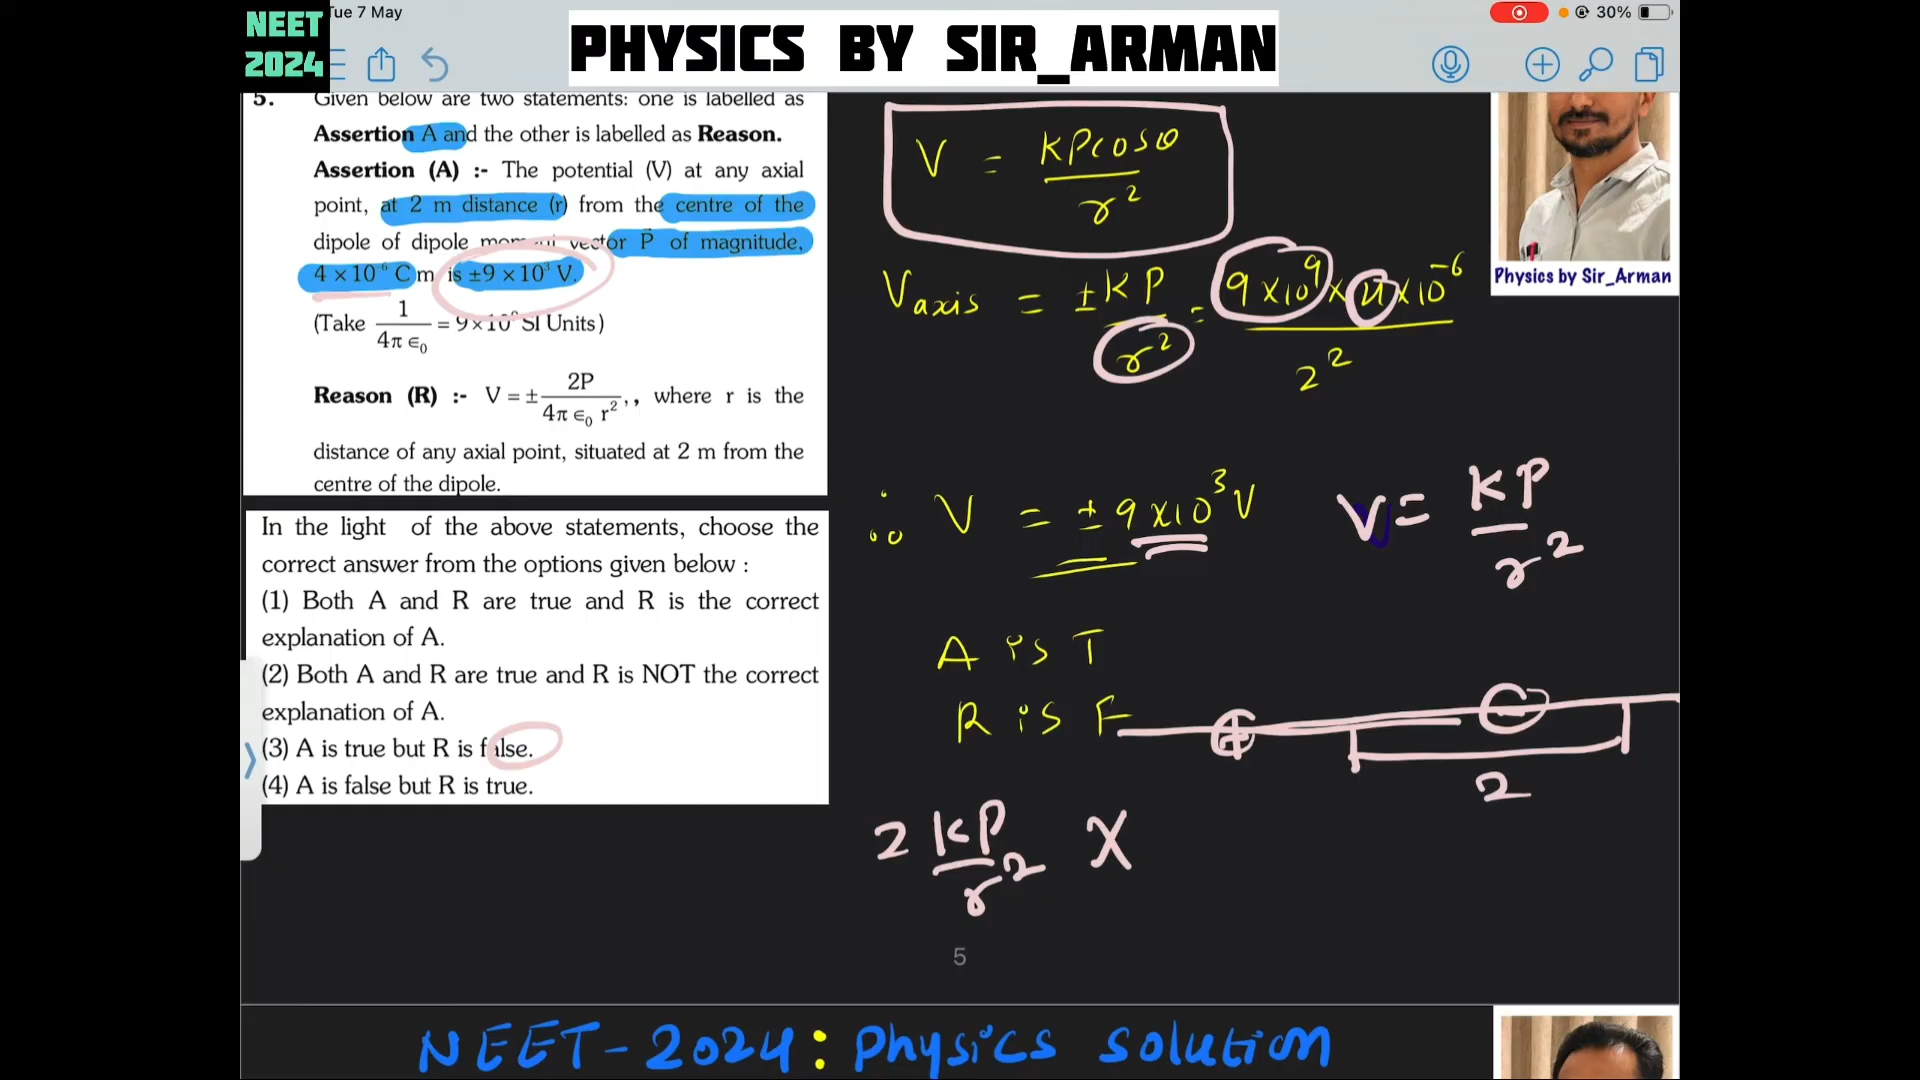 NEET
2024
Tue 7 May
30%
PHYSICS BY SIR_ARMAN
5. Given below are two statements: one is labelled as
Assertion A and the other is labelled as Reason.
Assertion (A) :- The potential (V) at any axial
point, at 2 m distance (r) from the centre of the
dipole of dipole moment vector P⃗ of magnitude,
4 × 10⁻⁶ C m is ±9 × 10³ V.
(Take 1/(4π ∈₀) = 9 × 10⁹ SI Units)
Reason (R) :- V = ± 2P/(4π ∈₀ r²), , where r is the
distance of any axial point, situated at 2 m from the
centre of the dipole.
In the light of the above statements, choose the
correct answer from the options given below :
(1) Both A and R are true and R is the correct
explanation of A.
(2) Both A and R are true and R is NOT the correct
explanation of A.
(3) A is true but R is false.
(4) A is false but R is true.
V = KPcosθ/r²
V axis = ±KP/r² = 9×10⁹×4×10⁻⁶/2²
∴ V = ±9×10³V
V = KP/r²
A is T
R is F
+
−
2
2KP/r² X
Physics by Sir_Arman
5
NEET-2024: Physics solution